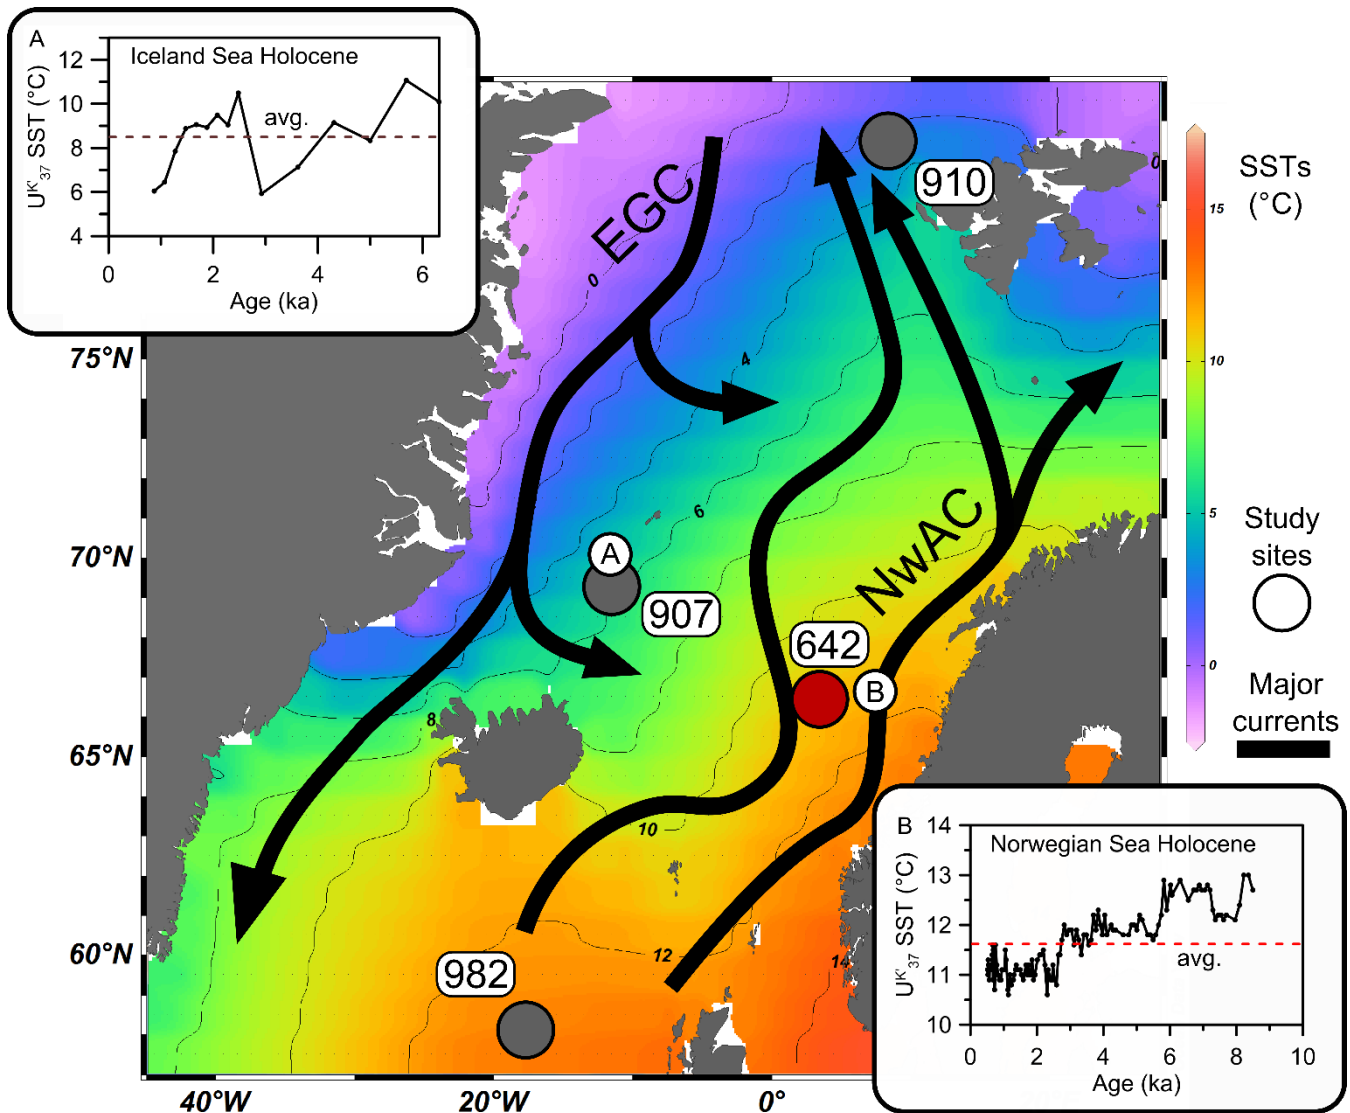 A
Iceland Sea Holocene
U^K'_37 SST (°C)
12
10
8
6
4
avg.
0
2
4
6
Age (ka)
EGC
910
0
0
4
6
8
10
12
14
NwAC
A
907
642
B
982
75°N
70°N
65°N
60°N
40°W
20°W
0°
SSTs
(°C)
15
10
5
0
Study
sites
Major
currents
B
Norwegian Sea Holocene
U^K'_37 SST (°C)
14
13
12
11
10
avg.
0
2
4
6
8
10
Age (ka)